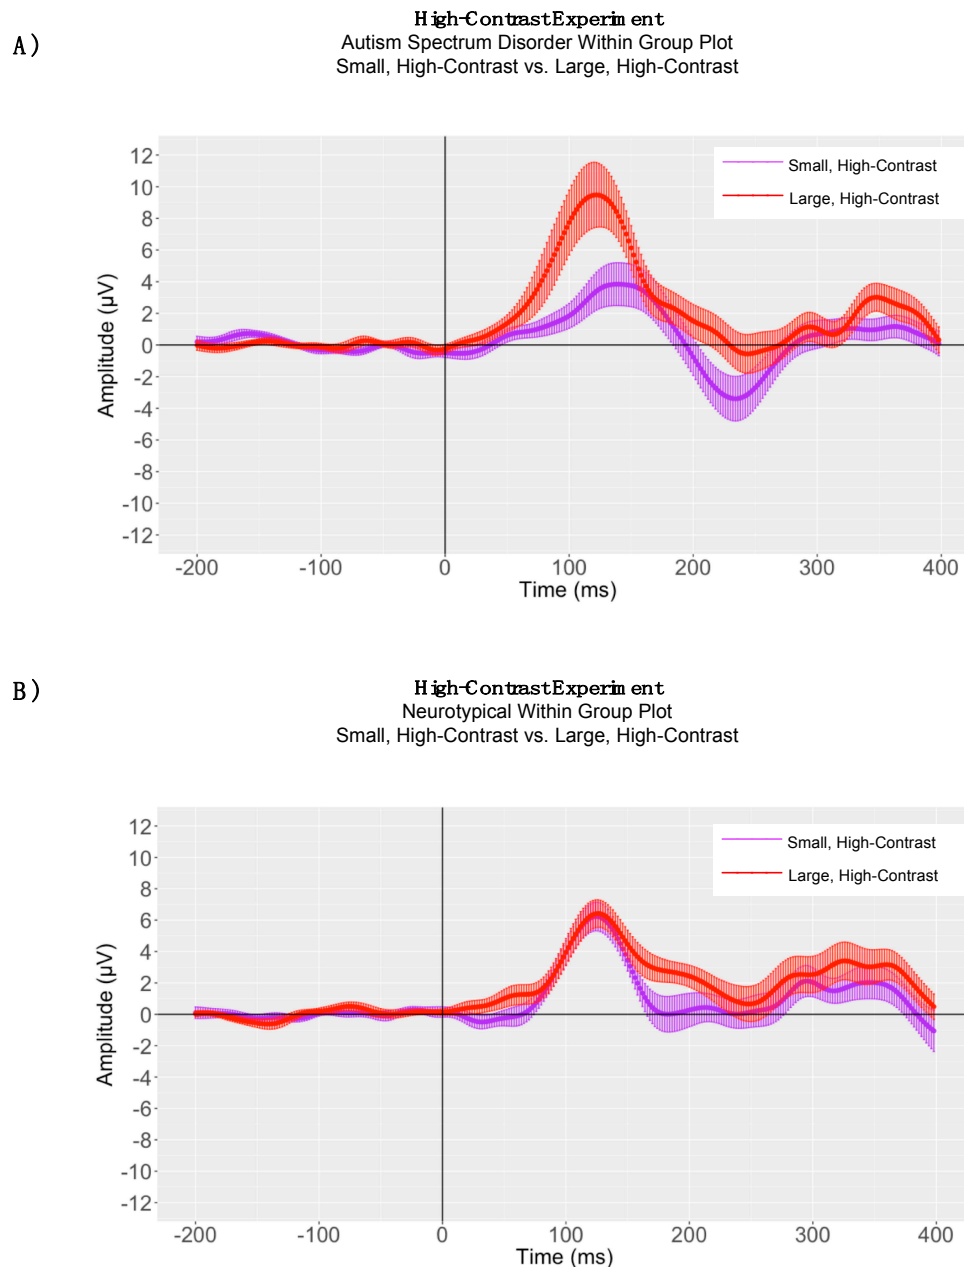 A)
High-Contrast Experiment
Autism Spectrum Disorder Within Group Plot
Small, High-Contrast vs. Large, High-Contrast
12
10
8
6
4
2
0
-2
-4
-6
-8
-10
-12
Amplitude (µV)
Small, High-Contrast
Large, High-Contrast
-200 -100 0 100 200 300 400
Time (ms)
B)
High-Contrast Experiment
Neurotypical Within Group Plot
Small, High-Contrast vs. Large, High-Contrast
12
10
8
6
4
2
0
-2
-4
-6
-8
-10
-12
Amplitude (µV)
Small, High-Contrast
Large, High-Contrast
-200 -100 0 100 200 300 400
Time (ms)